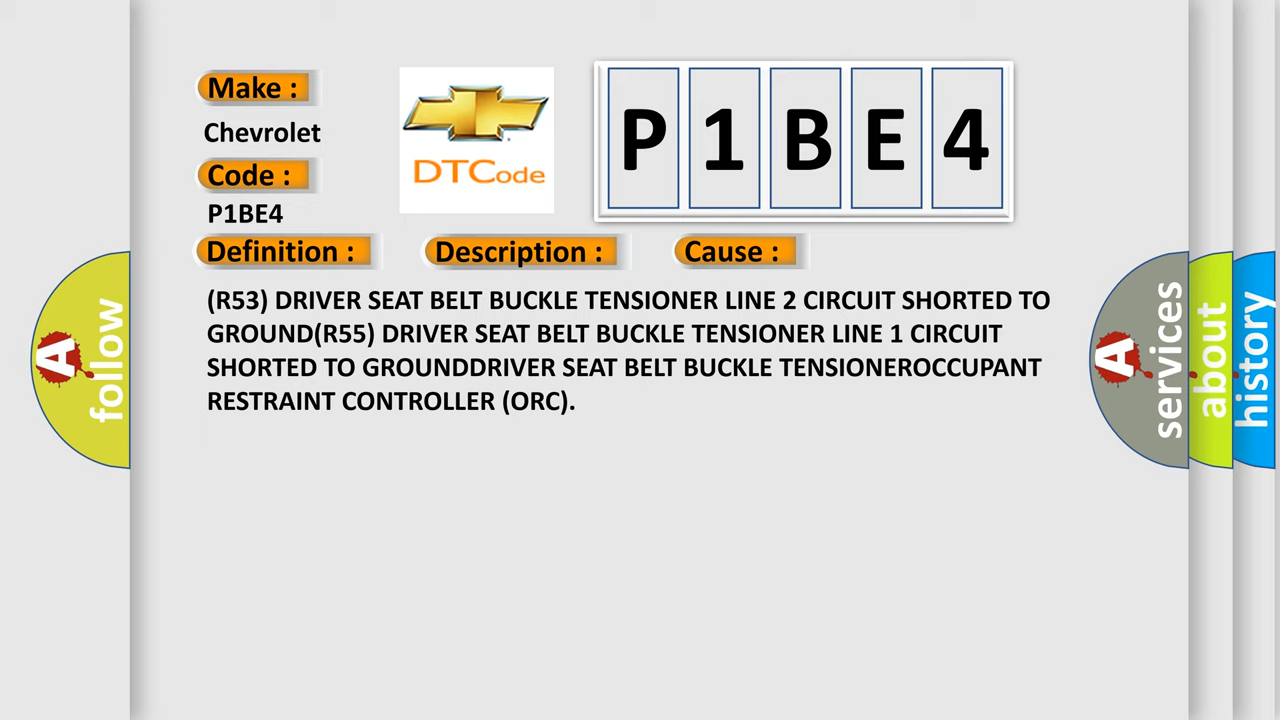 Make :
Chevrolet
Code :
P1BE4
DTCode
P1BE4
Definition :
Description :
Cause :
(R53) DRIVER SEAT BELT BUCKLE TENSIONER LINE 2 CIRCUIT SHORTED TO
GROUND(R55) DRIVER SEAT BELT BUCKLE TENSIONER LINE 1 CIRCUIT
SHORTED TO GROUNDDRIVER SEAT BELT BUCKLE TENSIONEROCCUPANT
RESTRAINT CONTROLLER (ORC).
A
follow
A
services
about
history